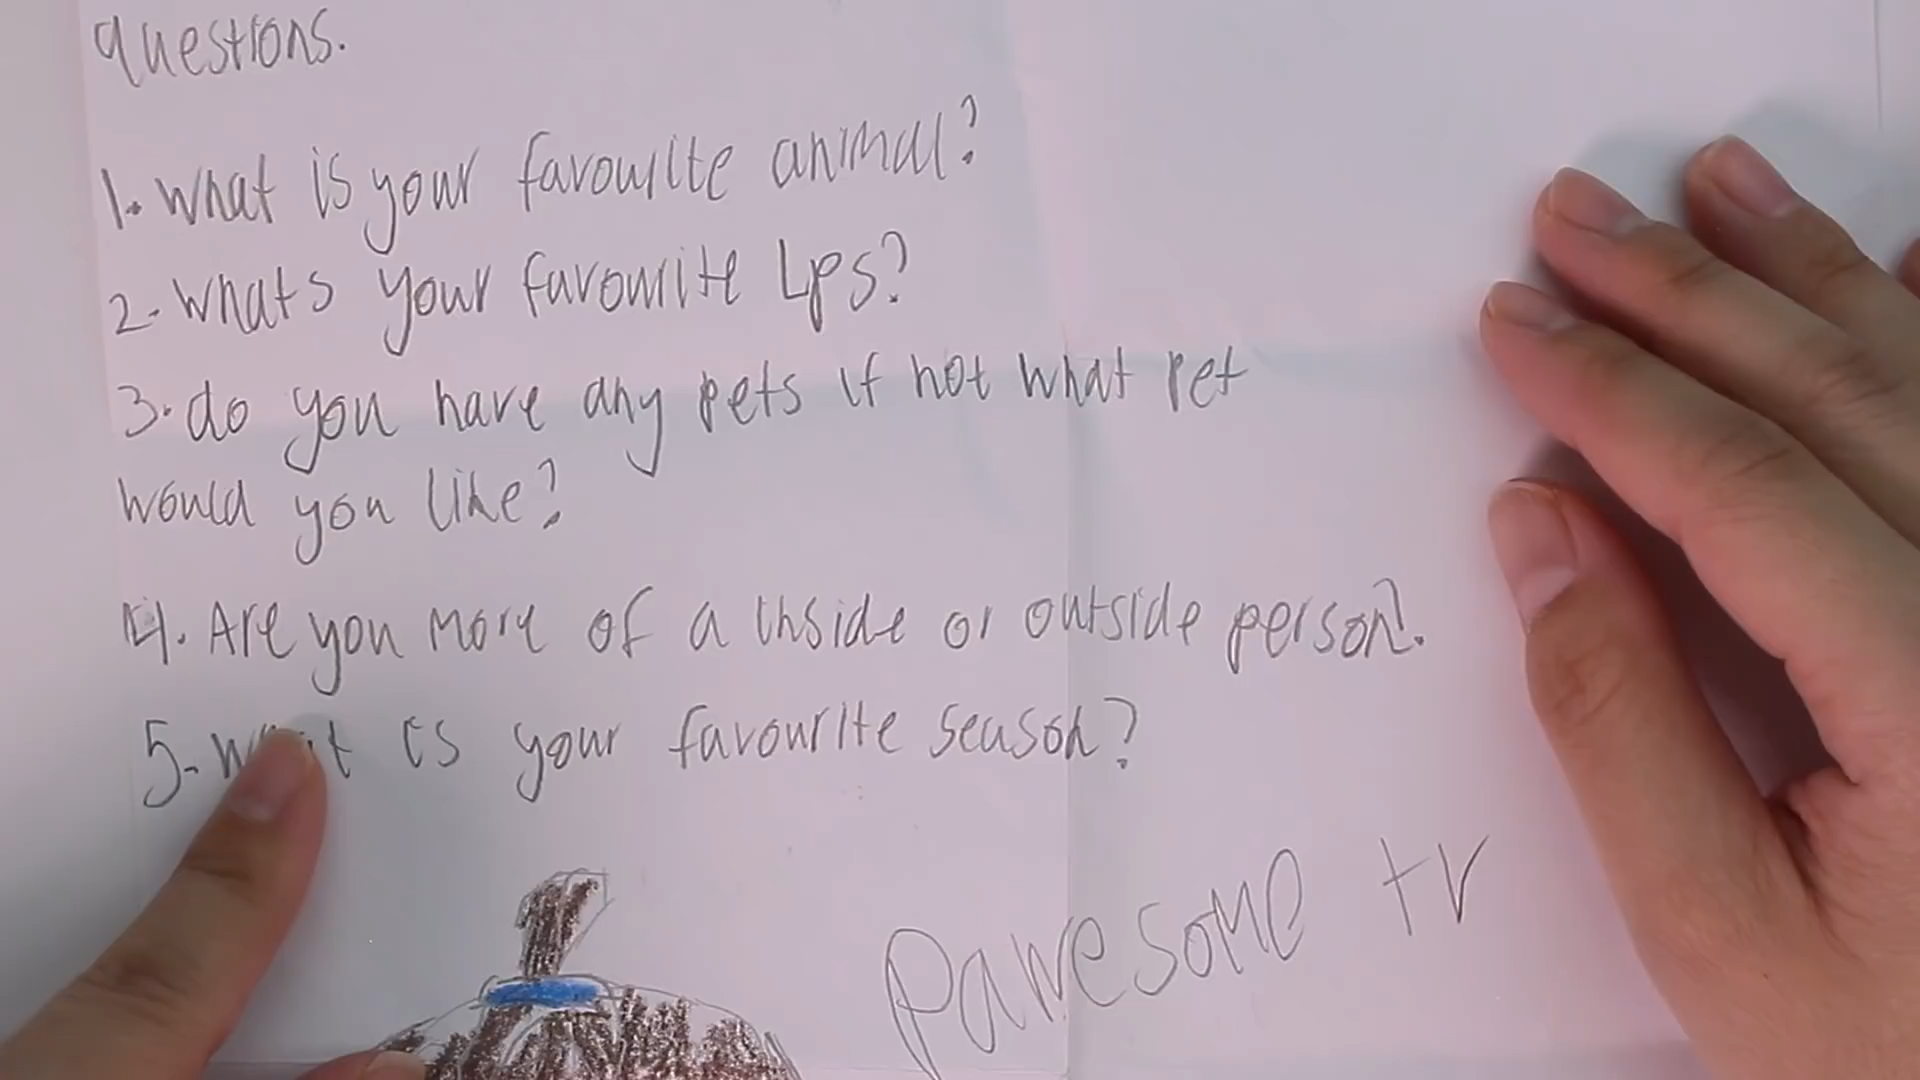 questions.
1. What is your favourite animal?
2. Whats your favourite Lps?
3. do you have any pets if not what pet
would you like?
4. Are you more of a inside or outside person?
5. What is your favourite season?
Pawesome tv